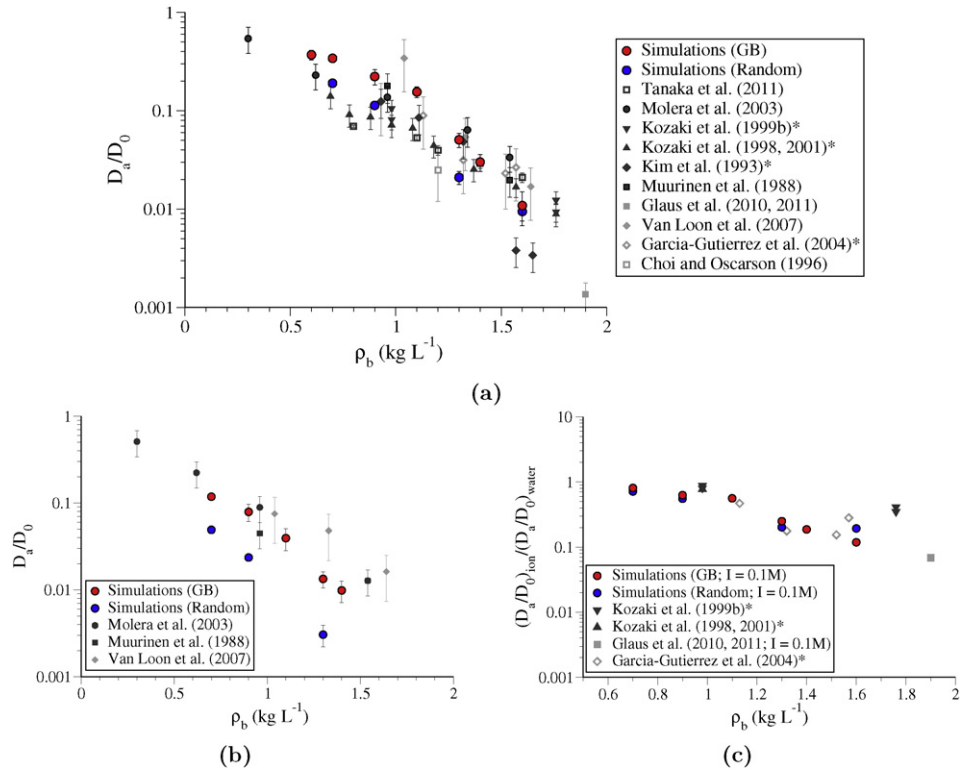 1
0.1
0.01
0.001
D_a/D_0
0
0.5
1
1.5
2
ρ_b (kg L^-1)
Simulations (GB)
Simulations (Random)
Tanaka et al. (2011)
Molera et al. (2003)
Kozaki et al. (1999b)*
Kozaki et al. (1998, 2001)*
Kim et al. (1993)*
Muurinen et al. (1988)
Glaus et al. (2010, 2011)
Van Loon et al. (2007)
Garcia-Gutierrez et al. (2004)*
Choi and Oscarson (1996)
(a)
1
0.1
0.01
0.001
D_a/D_0
0
0.5
1
1.5
2
ρ_b (kg L^-1)
Simulations (GB)
Simulations (Random)
Molera et al. (2003)
Muurinen et al. (1988)
Van Loon et al. (2007)
(b)
10
1
0.1
0.01
0.001
(D_a/D_0)_ion/(D_a/D_0)_water
0.6
0.8
1
1.2
1.4
1.6
1.8
2
ρ_b (kg L^-1)
Simulations (GB; I = 0.1M)
Simulations (Random; I = 0.1M)
Kozaki et al. (1999b)*
Kozaki et al. (1998, 2001)*
Glaus et al. (2010, 2011; I = 0.1M)
Garcia-Gutierrez et al. (2004)*
(c)